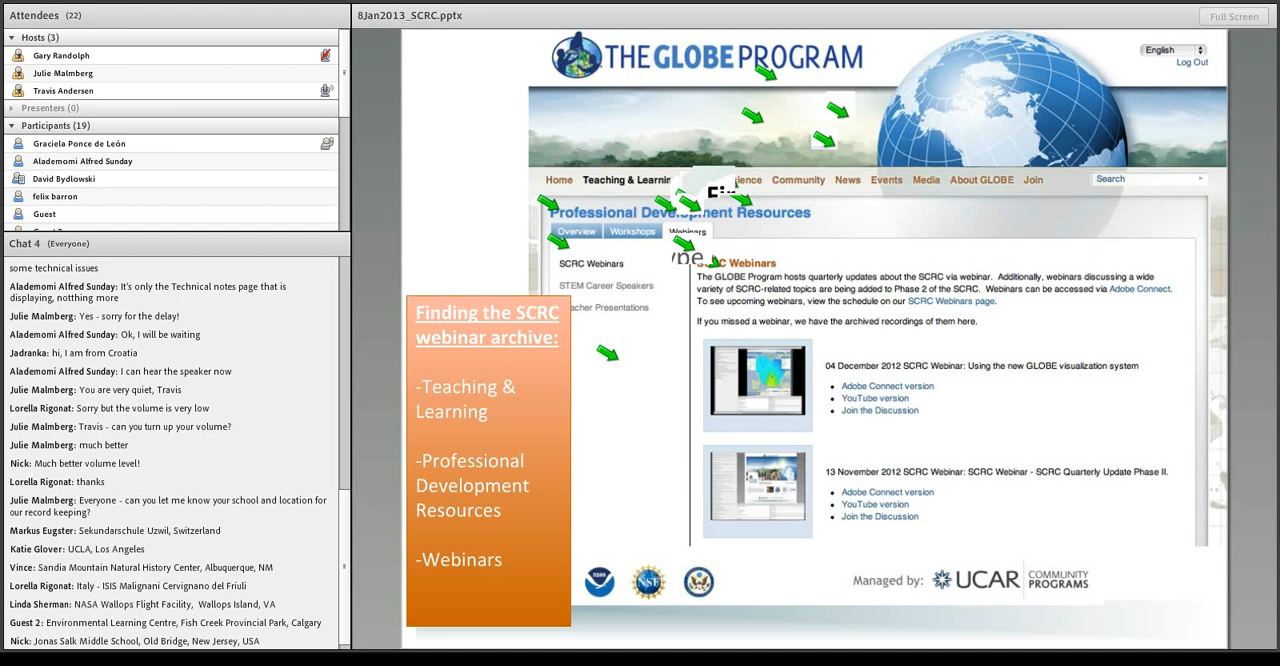 Attendees (22)
Hosts (3)
Gary Randolph
Julie Malmberg
Travis Andersen
Presenters (0)
Participants (19)
Graciela Ponce de León
Alademomi Alfred Sunday
David Bydlowski
felix barron
Guest
Chat 4 (Everyone)
some technical issues
Alademomi Alfred Sunday: It's only the Technical notes page that is
displaying, notthing more
Julie Malmberg: Yes - sorry for the delay!
Alademomi Alfred Sunday: Ok, I will be waiting
Jadranka: hi, I am from Croatia
Alademomi Alfred Sunday: I can hear the speaker now
Julie Malmberg: You are very quiet, Travis
Lorella Rigonat: Sorry but the volume is very low
Julie Malmberg: Travis - can you turn up your volume?
Julie Malmberg: much better
Nick: Much better volume level!
Lorella Rigonat: thanks
Julie Malmberg: Everyone - can you let me know your school and location for
our record keeping?
Markus Eugster: Sekundarschule Uzwil, Switzerland
Katie Glover: UCLA, Los Angeles
Vince: Sandia Mountain Natural History Center, Albuquerque, NM
Lorella Rigonat: Italy - ISIS Malignani Cervignano del Friuli
Linda Sherman: NASA Wallops Flight Facility, Wallops Island, VA
Guest 2: Environmental Learning Centre, Fish Creek Provincial Park, Calgary
Nick: Jonas Salk Middle School, Old Bridge, New Jersey, USA
8Jan2013_SCRC.pptx
Full Screen
THE GLOBE PROGRAM
English
Log Out
Home Teaching & Learnin ience Community News Events Media About GLOBE Join
Search
Professional Development Resources
Overview Workshops Webinars
SCRC Webinars
STEM Career Speakers
acher Presentations
SCRC Webinars
The GLOBE Program hosts quarterly updates about the SCRC via webinar. Additionally, webinars discussing a wide
variety of SCRC-related topics are being added to Phase 2 of the SCRC. Webinars can be accessed via Adobe Connect.
To see upcoming webinars, view the schedule on our SCRC Webinars page.
If you missed a webinar, we have the archived recordings of them here.
04 December 2012 SCRC Webinar: Using the new GLOBE visualization system
Adobe Connect version
YouTube version
Join the Discussion
13 November 2012 SCRC Webinar: SCRC Webinar - SCRC Quarterly Update Phase II.
Adobe Connect version
YouTube version
Join the Discussion
Finding the SCRC
webinar archive:
-Teaching &
Learning
-Professional
Development
Resources
-Webinars
NOAA
NSF
Managed by: UCAR COMMUNITY
PROGRAMS